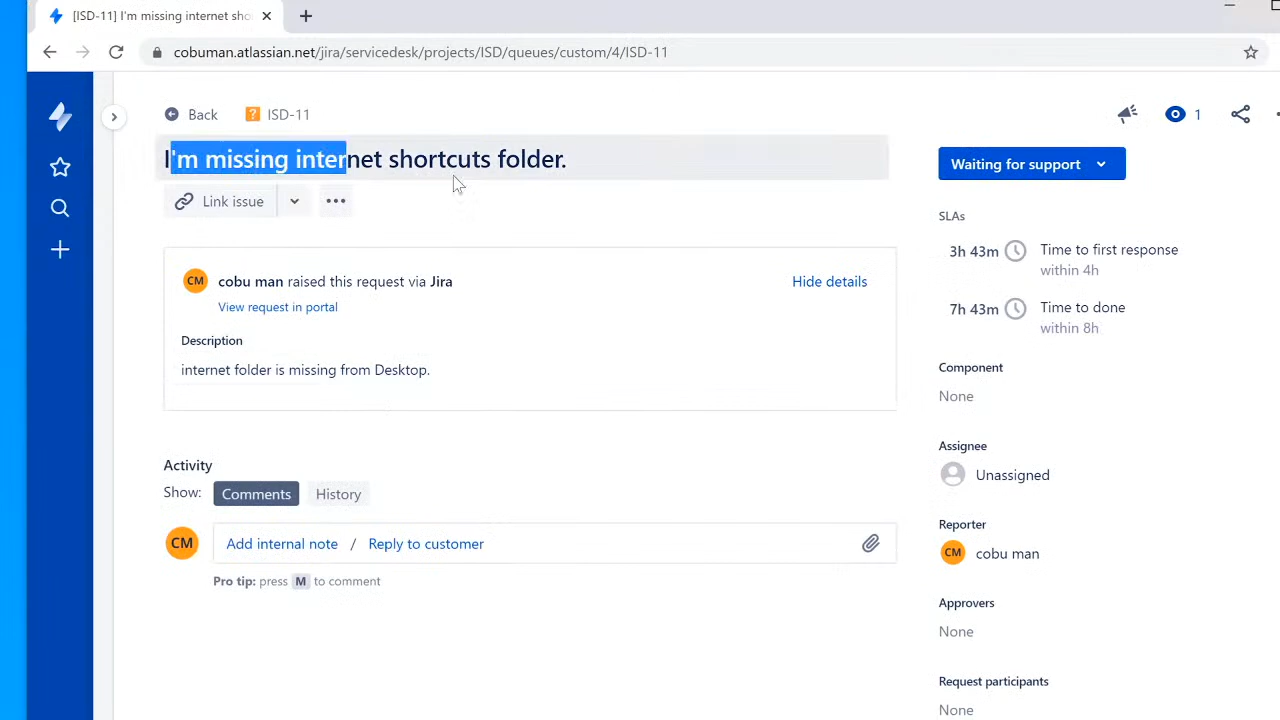 [ISD-11] I'm missing internet sho
cobuman.atlassian.net/jira/servicedesk/projects/ISD/queues/custom/4/ISD-11
Back ISD-11
1
I'm missing internet shortcuts folder.
Waiting for support
Link issue
SLAs
CM cobu man raised this request via Jira
Hide details
View request in portal
Description
internet folder is missing from Desktop.
3h 43m Time to first response
within 4h
7h 43m Time to done
within 8h
Component
None
Activity
Show: Comments History
CM Add internal note / Reply to customer
Pro tip: press M to comment
Assignee
Unassigned
Reporter
CM cobu man
Approvers
None
Request participants
None